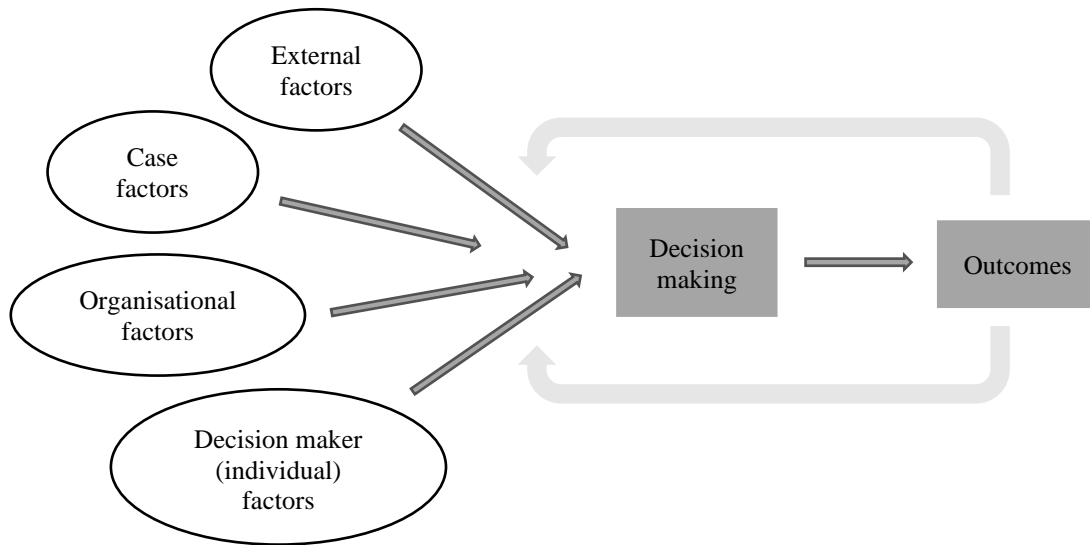 External
factors
Case
factors
Organisational
factors
Decision maker
(individual)
factors
Decision
making
Outcomes